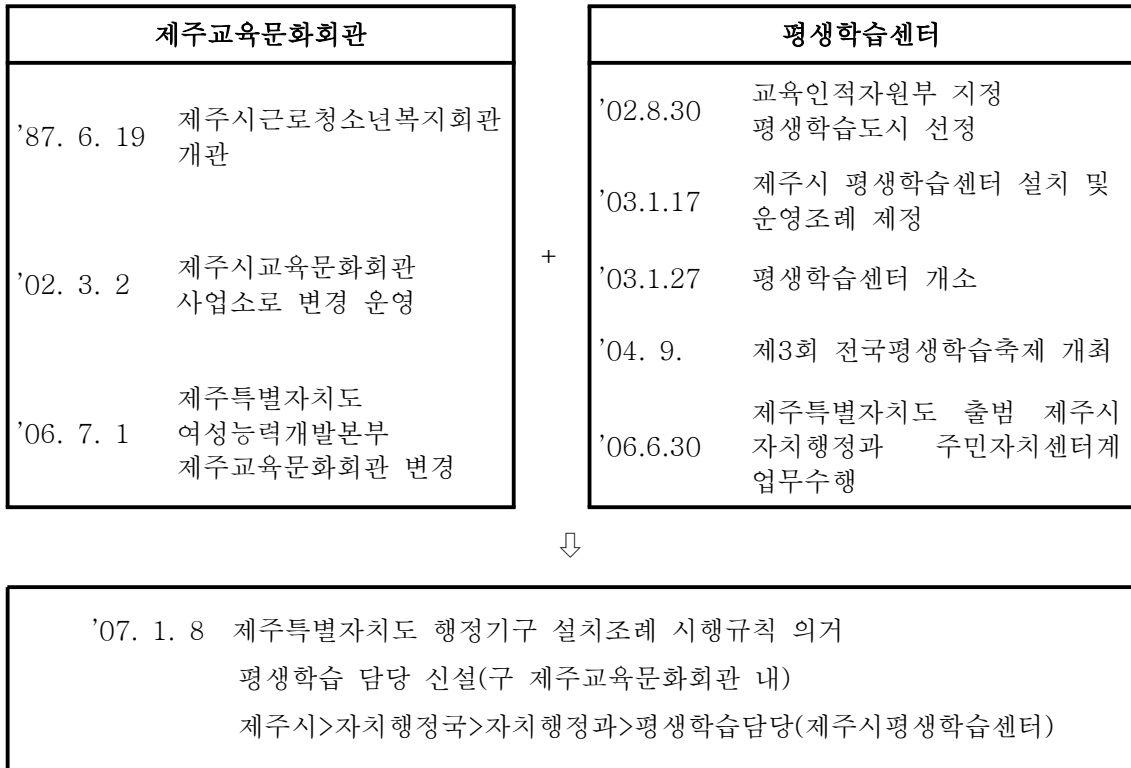 제주교육문화회관
’87. 6. 19 제주시근로청소년복지회관
개관
’02. 3. 2 제주시교육문화회관
사업소로 변경 운영
’06. 7. 1 제주특별자치도
여성능력개발본부
제주교육문화회관 변경
+
평생학습센터
’02.8.30 교육인적자원부 지정
평생학습도시 선정
’03.1.17 제주시 평생학습센터 설치 및
운영조례 제정
’03.1.27 평생학습센터 개소
’04. 9. 제3회 전국평생학습축제 개최
’06.6.30 제주특별자치도 출범 제주시
자치행정과 주민자치센터계
업무수행
⇩
’07. 1. 8 제주특별자치도 행정기구 설치조례 시행규칙 의거
평생학습 담당 신설(구 제주교육문화회관 내)
제주시>자치행정국>자치행정과>평생학습담당(제주시평생학습센터)